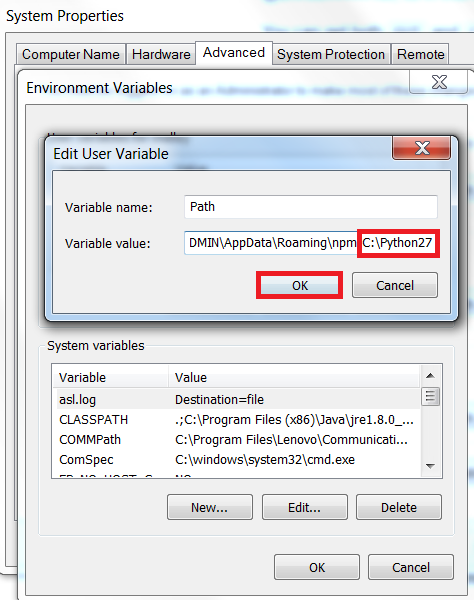 System Properties
Computer Name Hardware Advanced System Protection Remote
Environment Variables
Edit User Variable
Variable name: Path
Variable value: DMIN\AppData\Roaming\npm C:\Python27
OK Cancel
System variables
Variable Value
asl.log Destination=file
CLASSPATH .;C:\Program Files (x86)\Java\jre1.8.0_...
COMMPath C:\Program Files\Lenovo\Communicati...
ComSpec C:\windows\system32\cmd.exe
New... Edit... Delete
OK Cancel